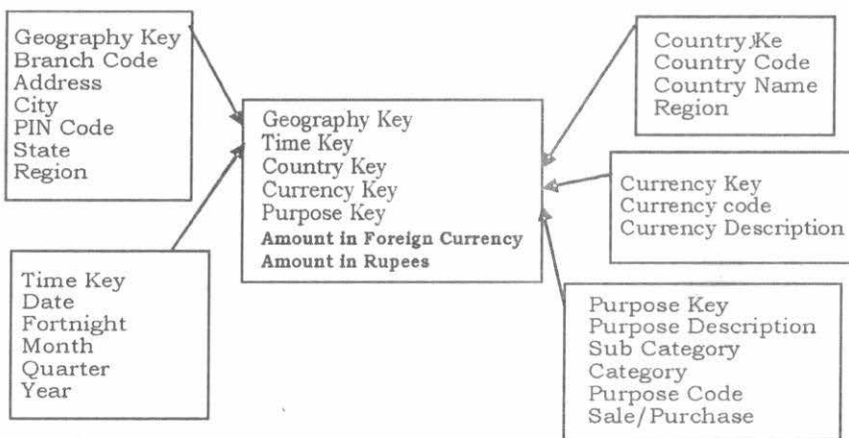 Geography Key
Branch Code
Address
City
PIN Code
State
Region
Time Key
Date
Fortnight
Month
Quarter
Year
Geography Key
Time Key
Country Key
Currency Key
Purpose Key
Amount in Foreign Currency
Amount in Rupees
Country Ke
Country Code
Country Name
Region
Currency Key
Currency code
Currency Description
Purpose Key
Purpose Description
Sub Category
Category
Purpose Code
Sale/Purchase